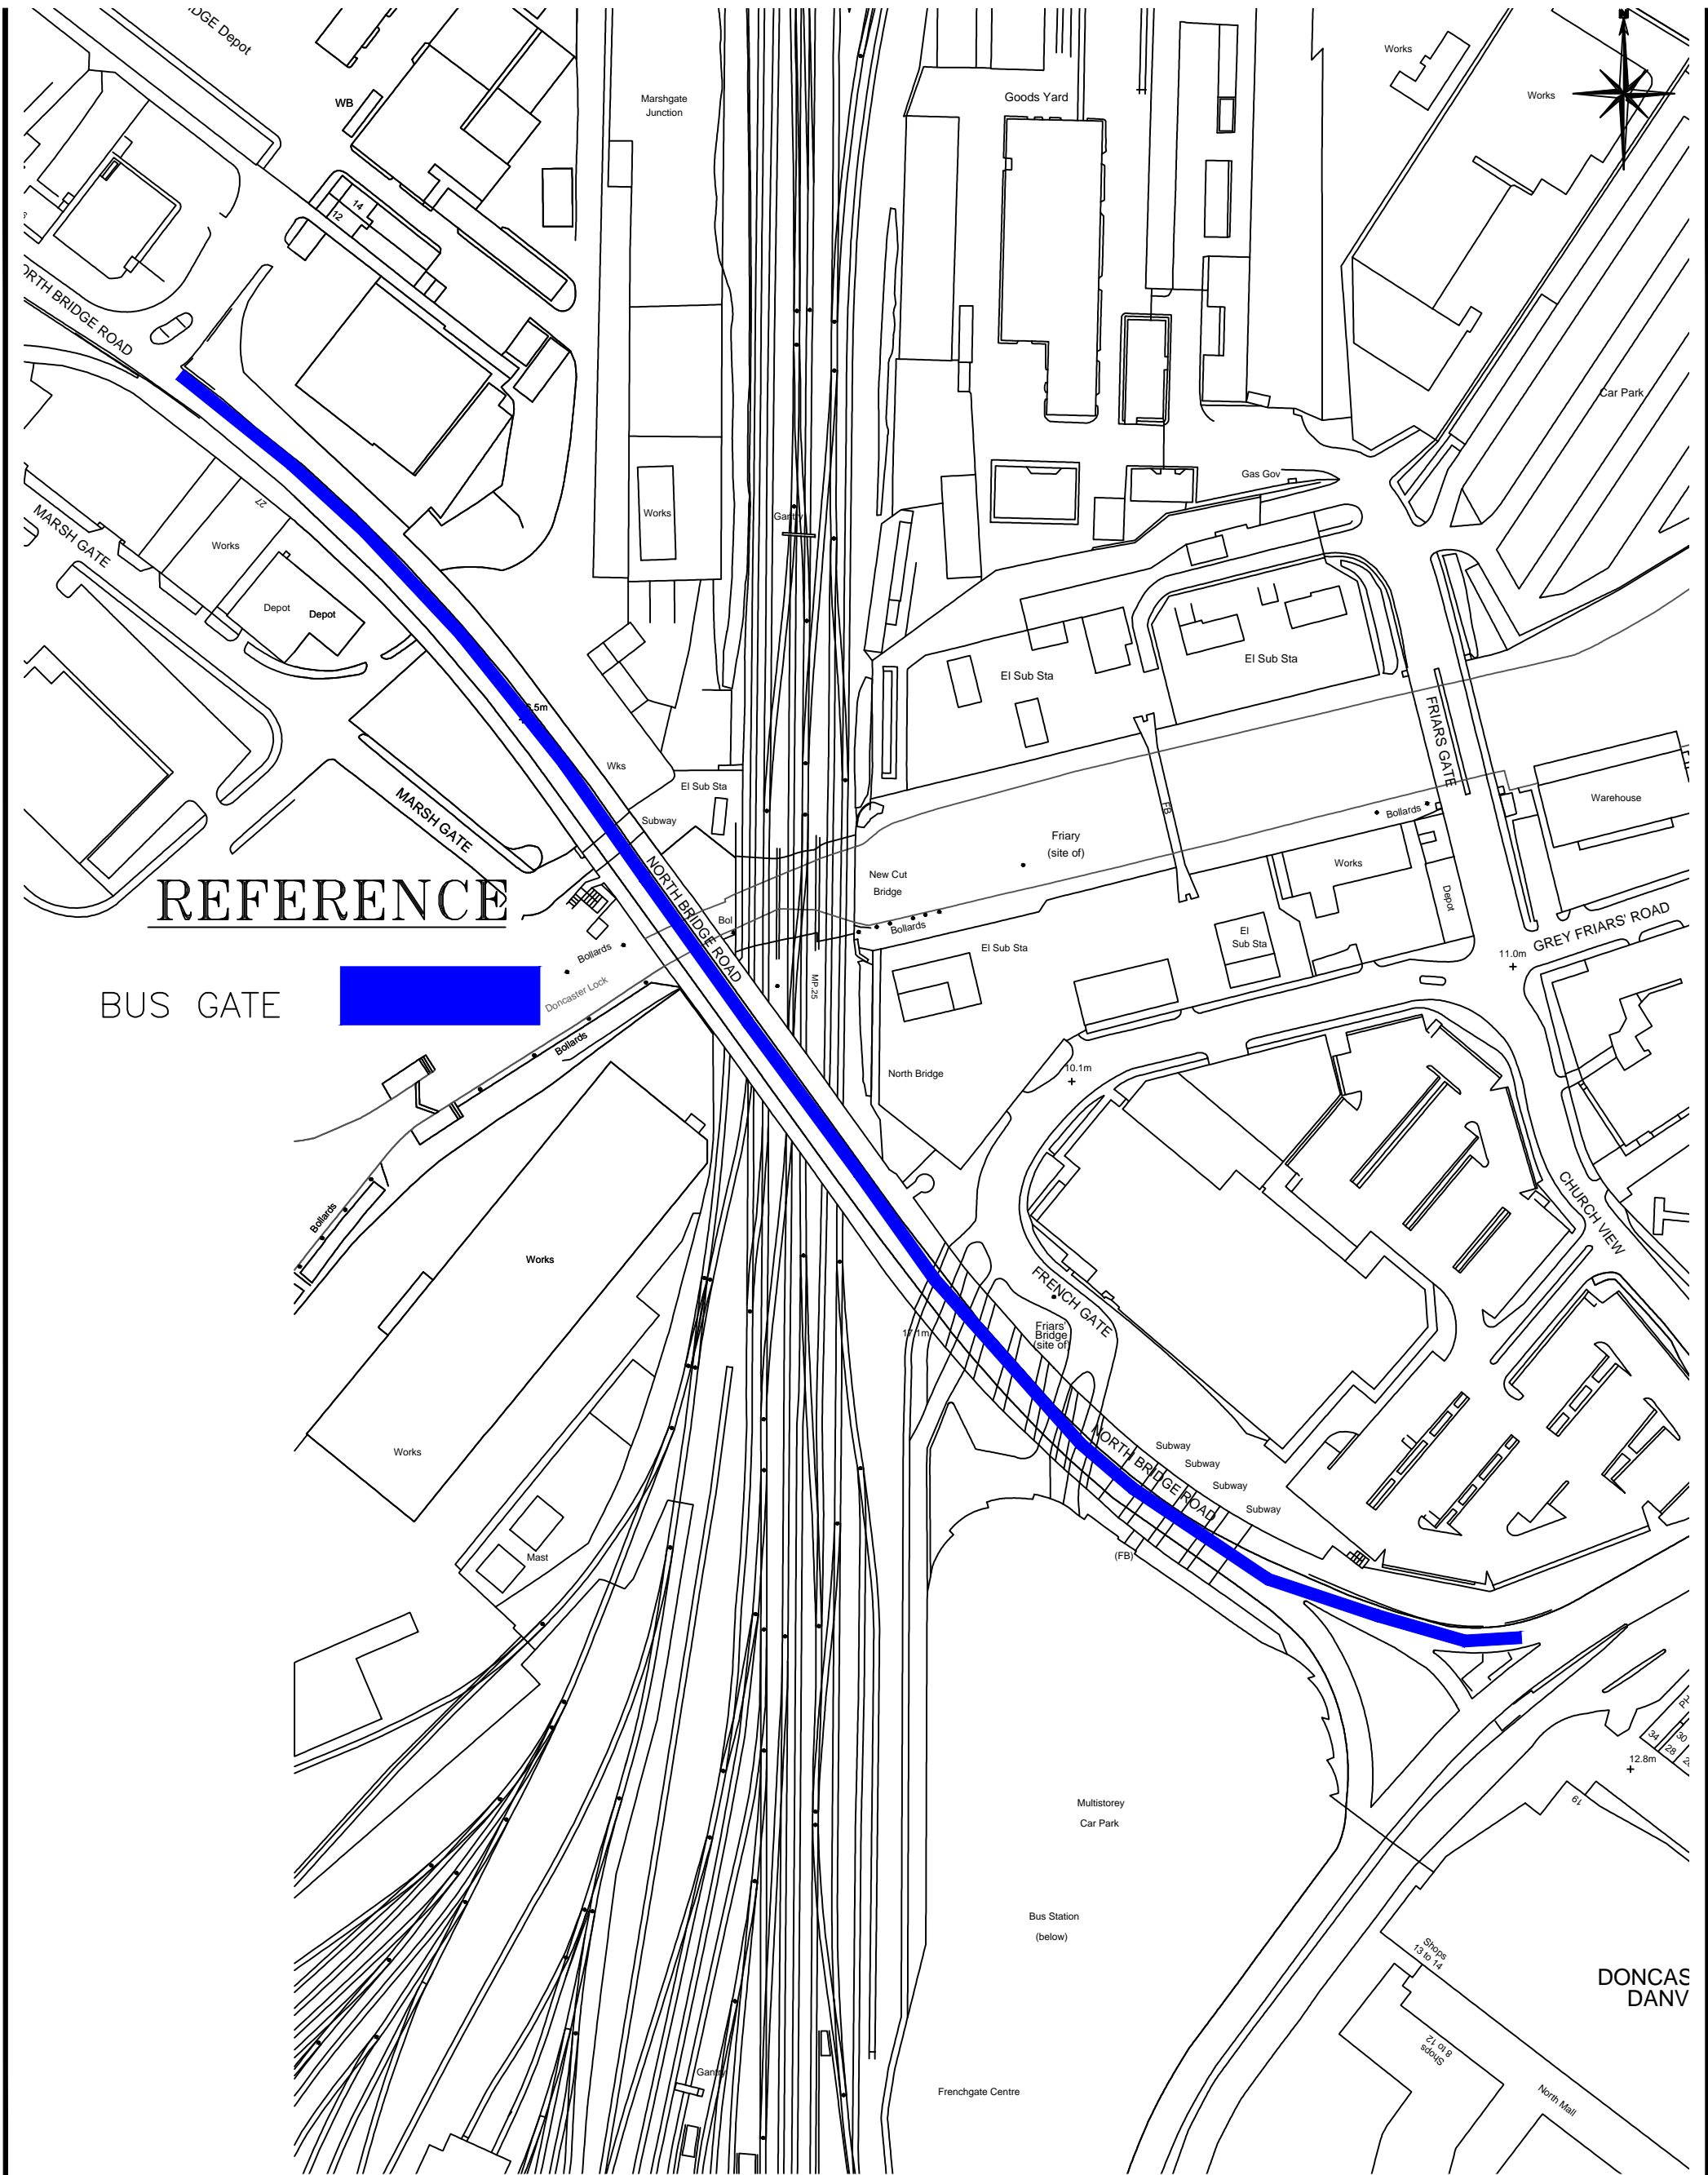 DGE Depot
WB
Marshgate
Junction
Goods Yard
Works
Works
N
14
12
ORTH BRIDGE ROAD
Car Park
Gas Gov
27
Works
Gantry
MARSH GATE
Works
Depot
Depot
El Sub Sta
El Sub Sta
FRIARS GATE
5m
Wks
El Sub Sta
Subway
MARSH GATE
FB
Bollards
Warehouse
Friary
(site of)
Works
New Cut
Bridge
NORTH BRIDGE ROAD
Depot
REFERENCE
Bol
Bollards
GREY FRIARS' ROAD
El
Sub Sta
El Sub Sta
Bollards
11.0m
Doncaster Lock
MP.25
BUS GATE
Bollards
North Bridge
10.1m
Bollards
CHURCH VIEW
Works
FRENCH GATE
Friars'
Bridge
(site of)
17.1m
NORTH BRIDGE ROAD
Works
Subway
Subway
Subway
Subway
Mast
(FB)
34
30
28
12.8m
19
Multistorey
Car Park
Bus Station
(below)
Shops
13 to 14
DONCAS
DANV
Shops
8 to 12
Gantry
Frenchgate Centre
North Mall